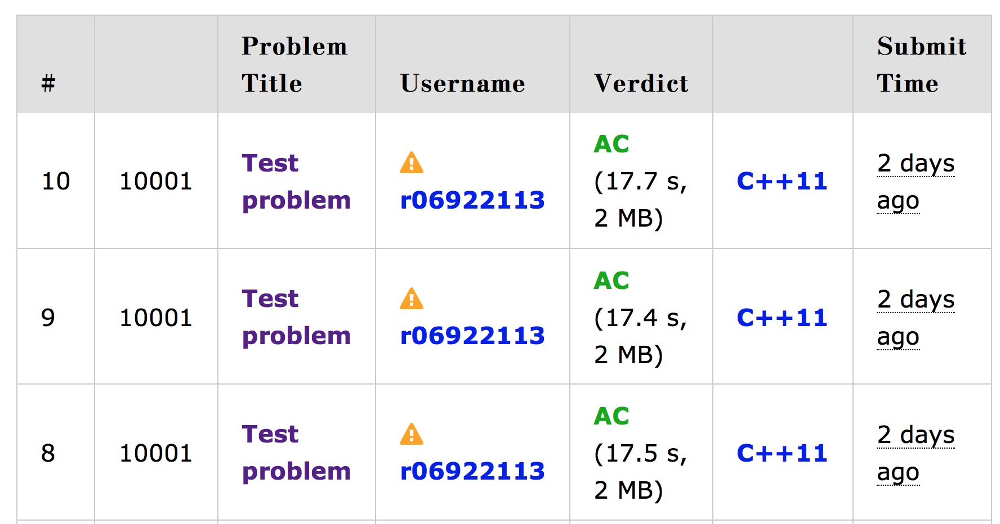 #
Problem
Title
Username
Verdict
Submit
Time
10
10001
Test
problem
r06922113
AC
(17.7 s,
2 MB)
C++11
2 days
ago
9
10001
Test
problem
r06922113
AC
(17.4 s,
2 MB)
C++11
2 days
ago
8
10001
Test
problem
r06922113
AC
(17.5 s,
2 MB)
C++11
2 days
ago